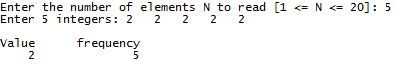 Enter the number of elements N to read [1 <= N <= 20]: 5
Enter 5 integers: 2 2 2 2 2
Value frequency
2 5